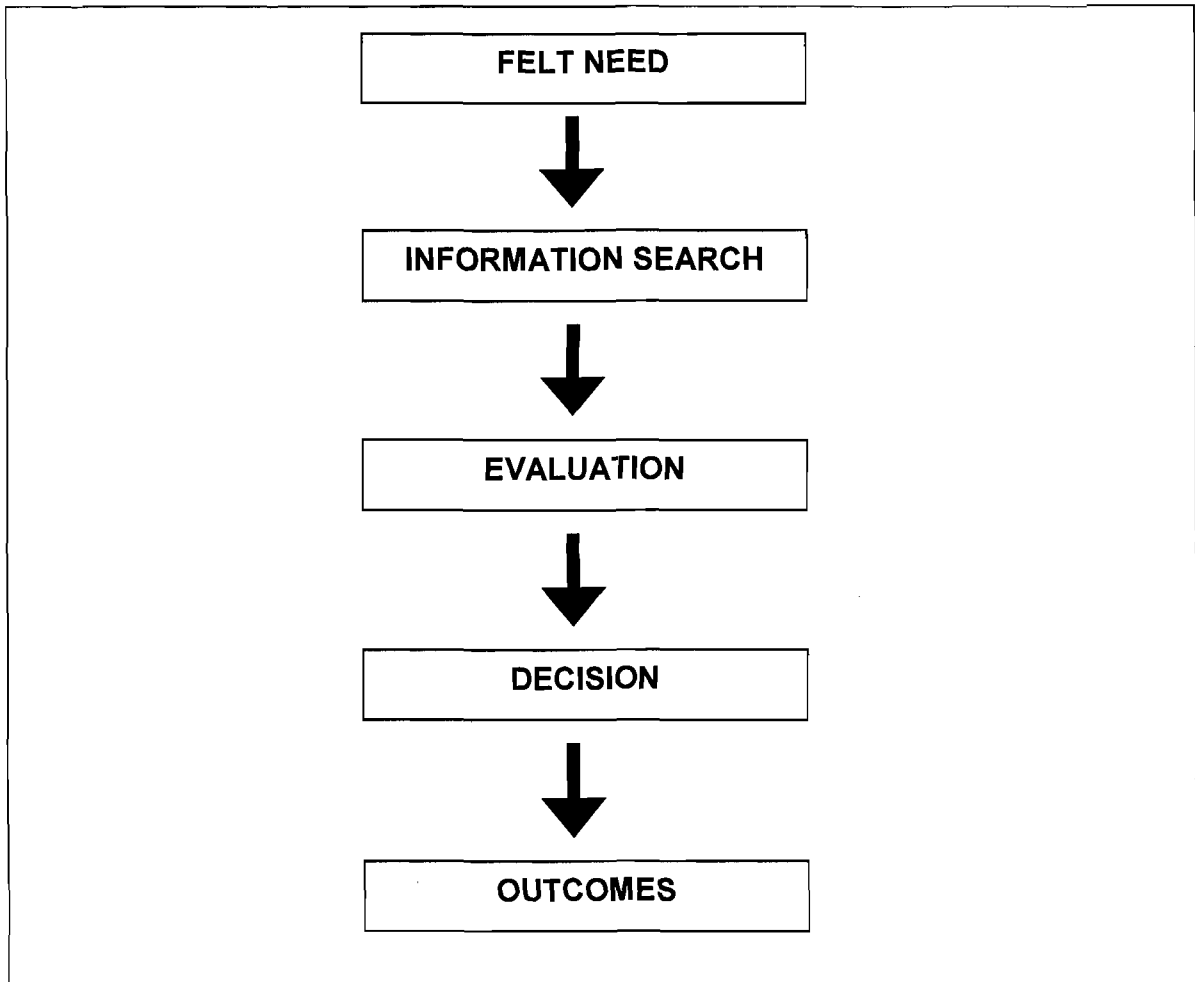 FELT NEED
INFORMATION SEARCH
EVALUATION
DECISION
OUTCOMES